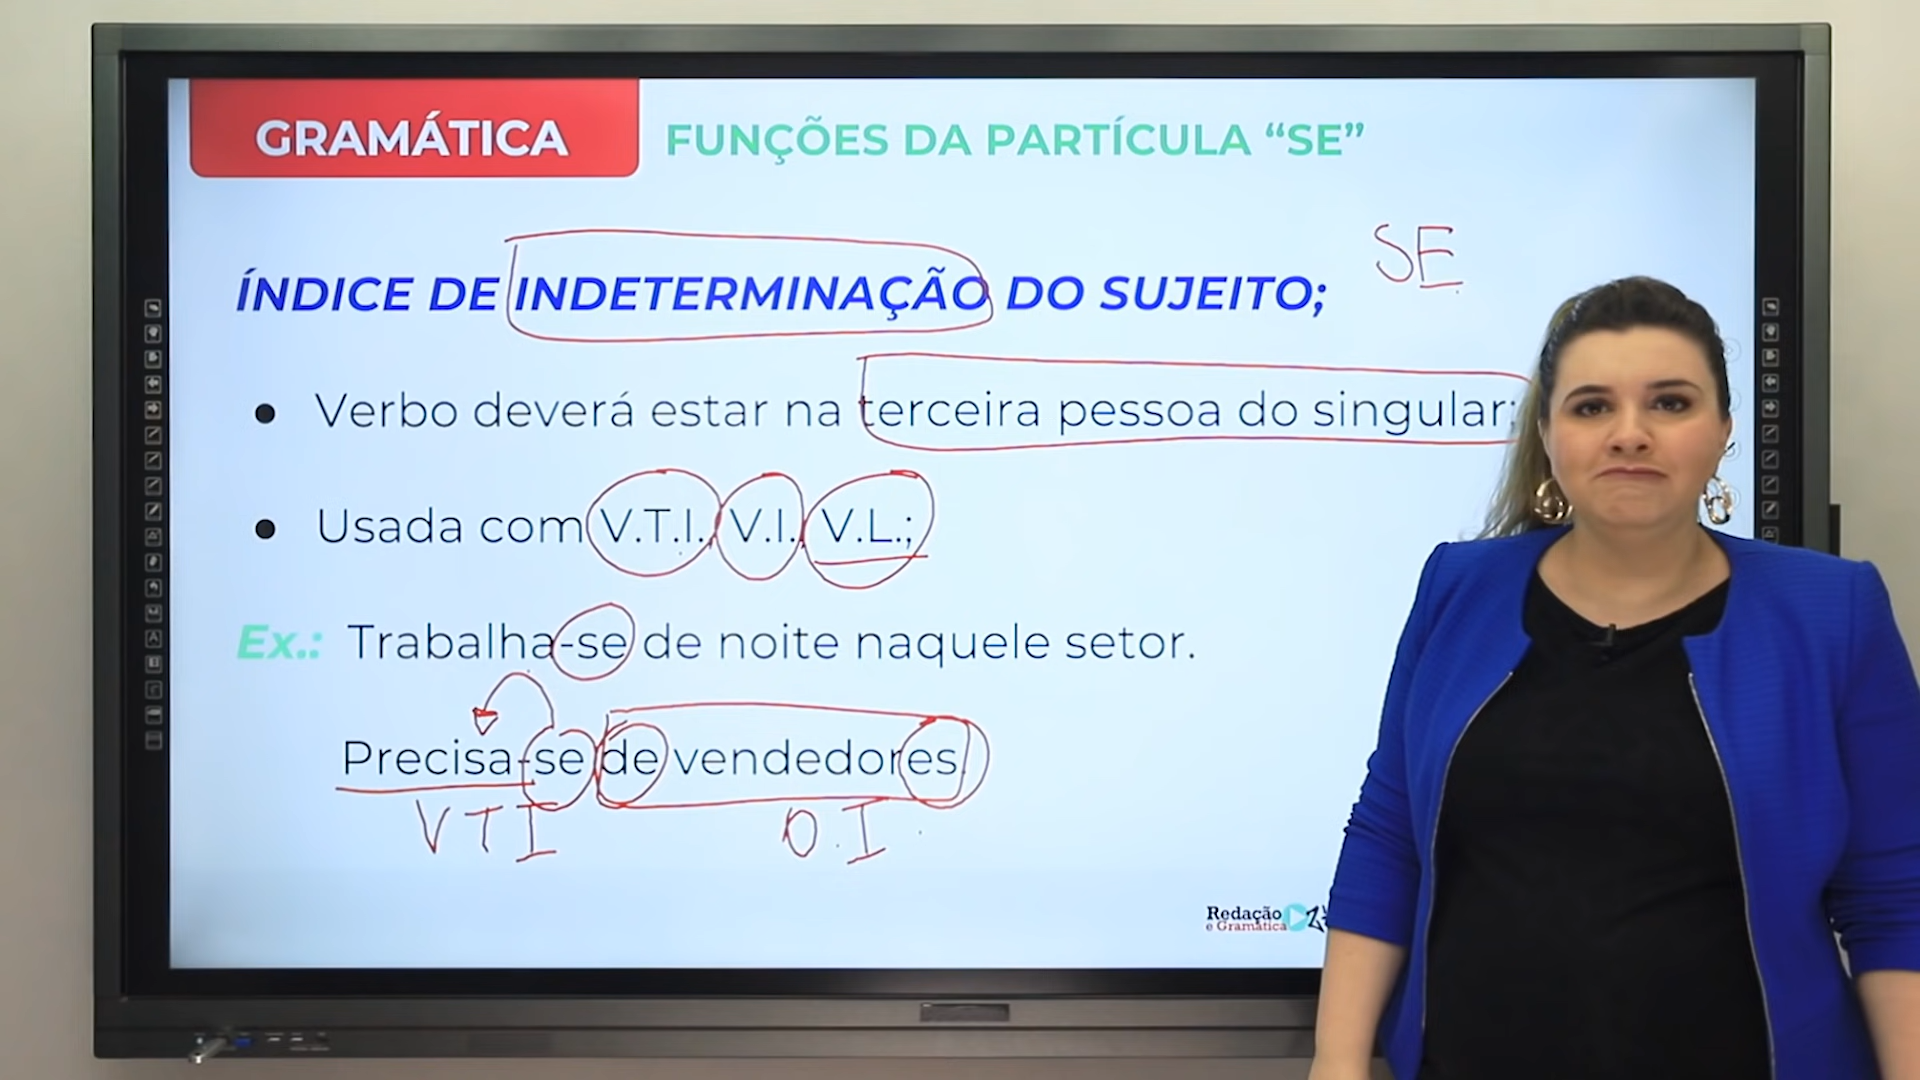 GRAMÁTICA
FUNÇÕES DA PARTÍCULA “SE”
SE
ÍNDICE DE INDETERMINAÇÃO DO SUJEITO;
● Verbo deverá estar na terceira pessoa do singular;
● Usada com V.T.I., V.I., V.L.;
Ex.: Trabalha-se de noite naquele setor.
Precisa-se de vendedores.
VTI O.I
Redação
e Gramática